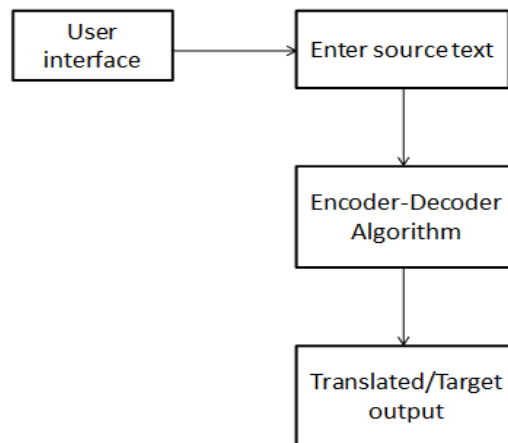 User
interface
Enter source text
Encoder-Decoder
Algorithm
Translated/Target
output